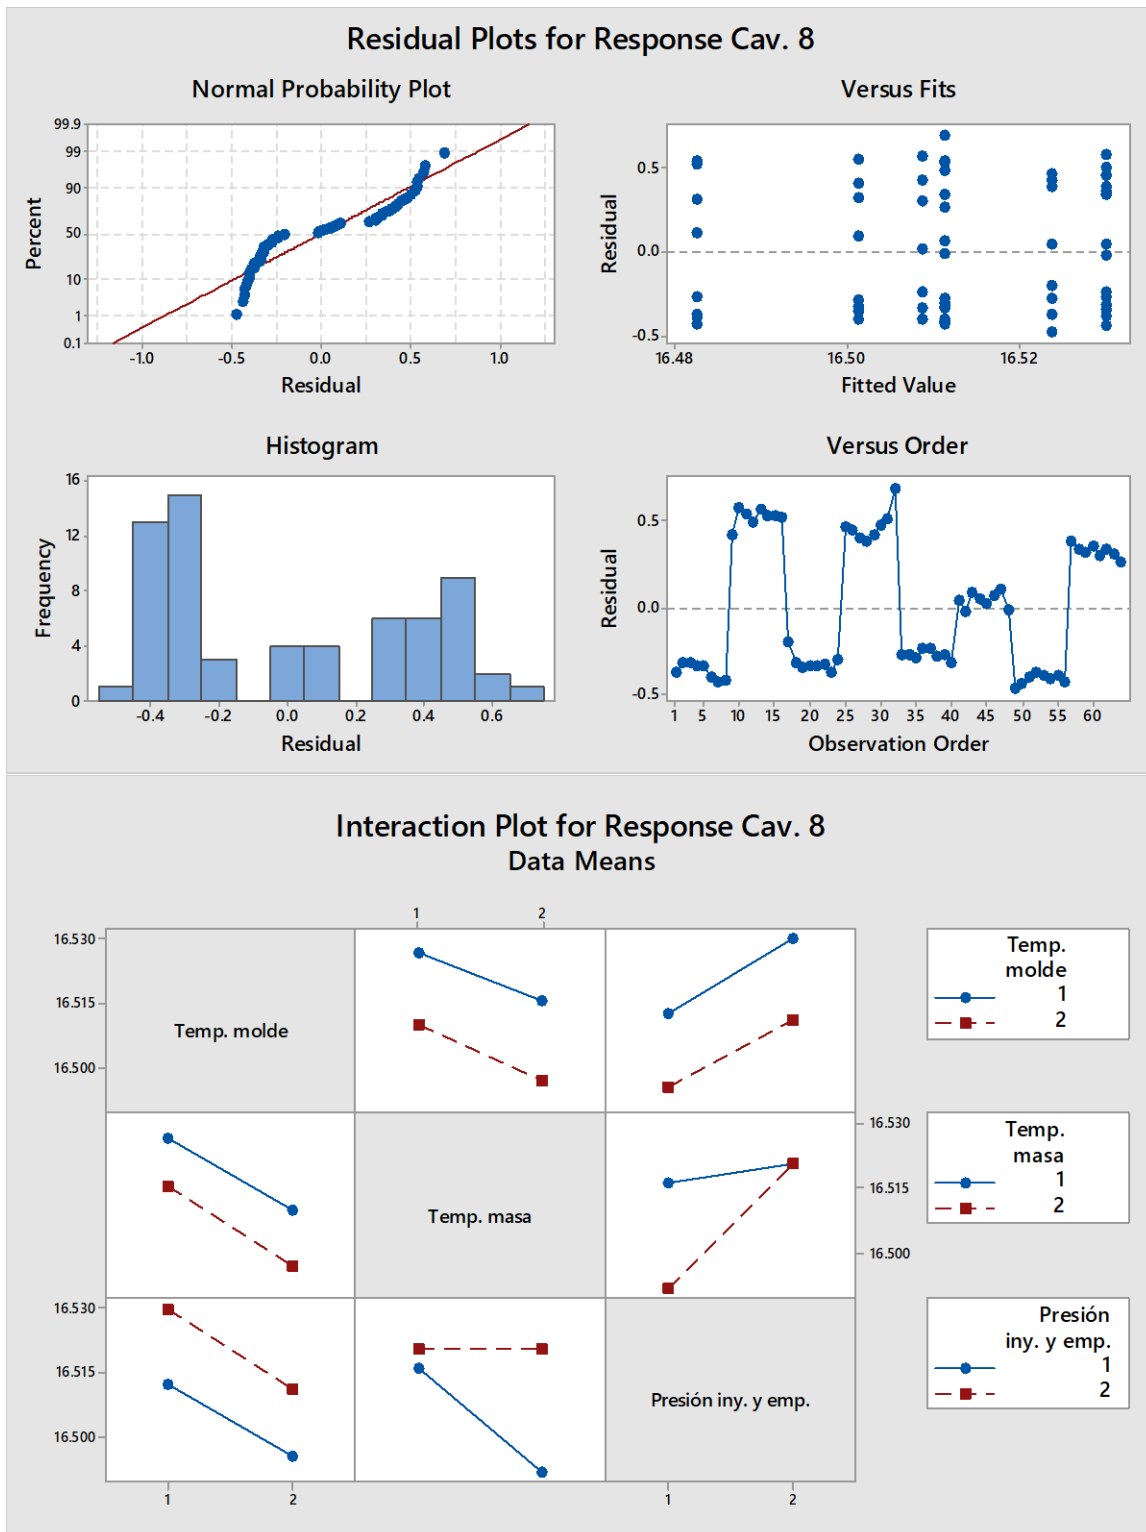 Residual Plots for Response Cav. 8
Normal Probability Plot
99.9
99
90
50
10
1
0.1
Percent
-1.0
-0.5
0.0
0.5
1.0
Residual
Versus Fits
0.5
0.0
-0.5
Residual
16.48
16.50
16.52
Fitted Value
Histogram
16
12
8
4
0
Frequency
-0.4
-0.2
0.0
0.2
0.4
0.6
Residual
Versus Order
0.5
0.0
-0.5
Residual
1
5
10
15
20
25
30
35
40
45
50
55
60
Observation Order
Interaction Plot for Response Cav. 8
Data Means
1
2
16.530
16.515
16.500
Temp. molde
Temp.
molde
1
2
Temp. masa
16.530
16.515
16.500
Temp.
masa
1
2
16.530
16.515
16.500
Presión iny. y emp.
Presión
iny. y emp.
1
2
1
2
1
2